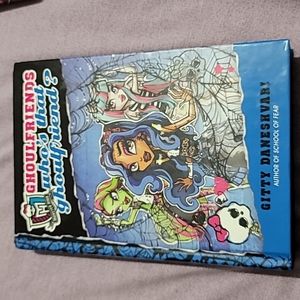 GHOULFRIENDS
who's that
ghoulfriend?
GITTY DANESHVARI
AUTHOR OF SCHOOL OF FEAR